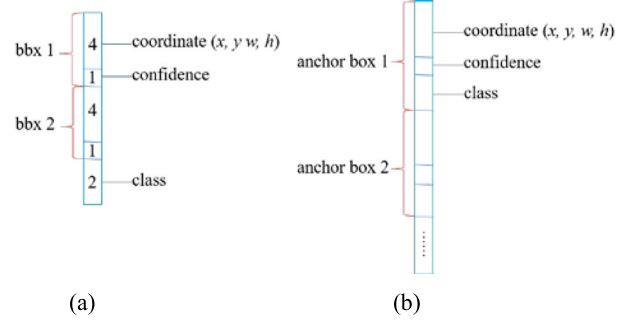 bbx 1
4
coordinate (x, y w, h)
1
confidence
bbx 2
4
1
2
class
(a)
anchor box 1
coordinate (x, y, w, h)
confidence
class
anchor box 2
......
(b)